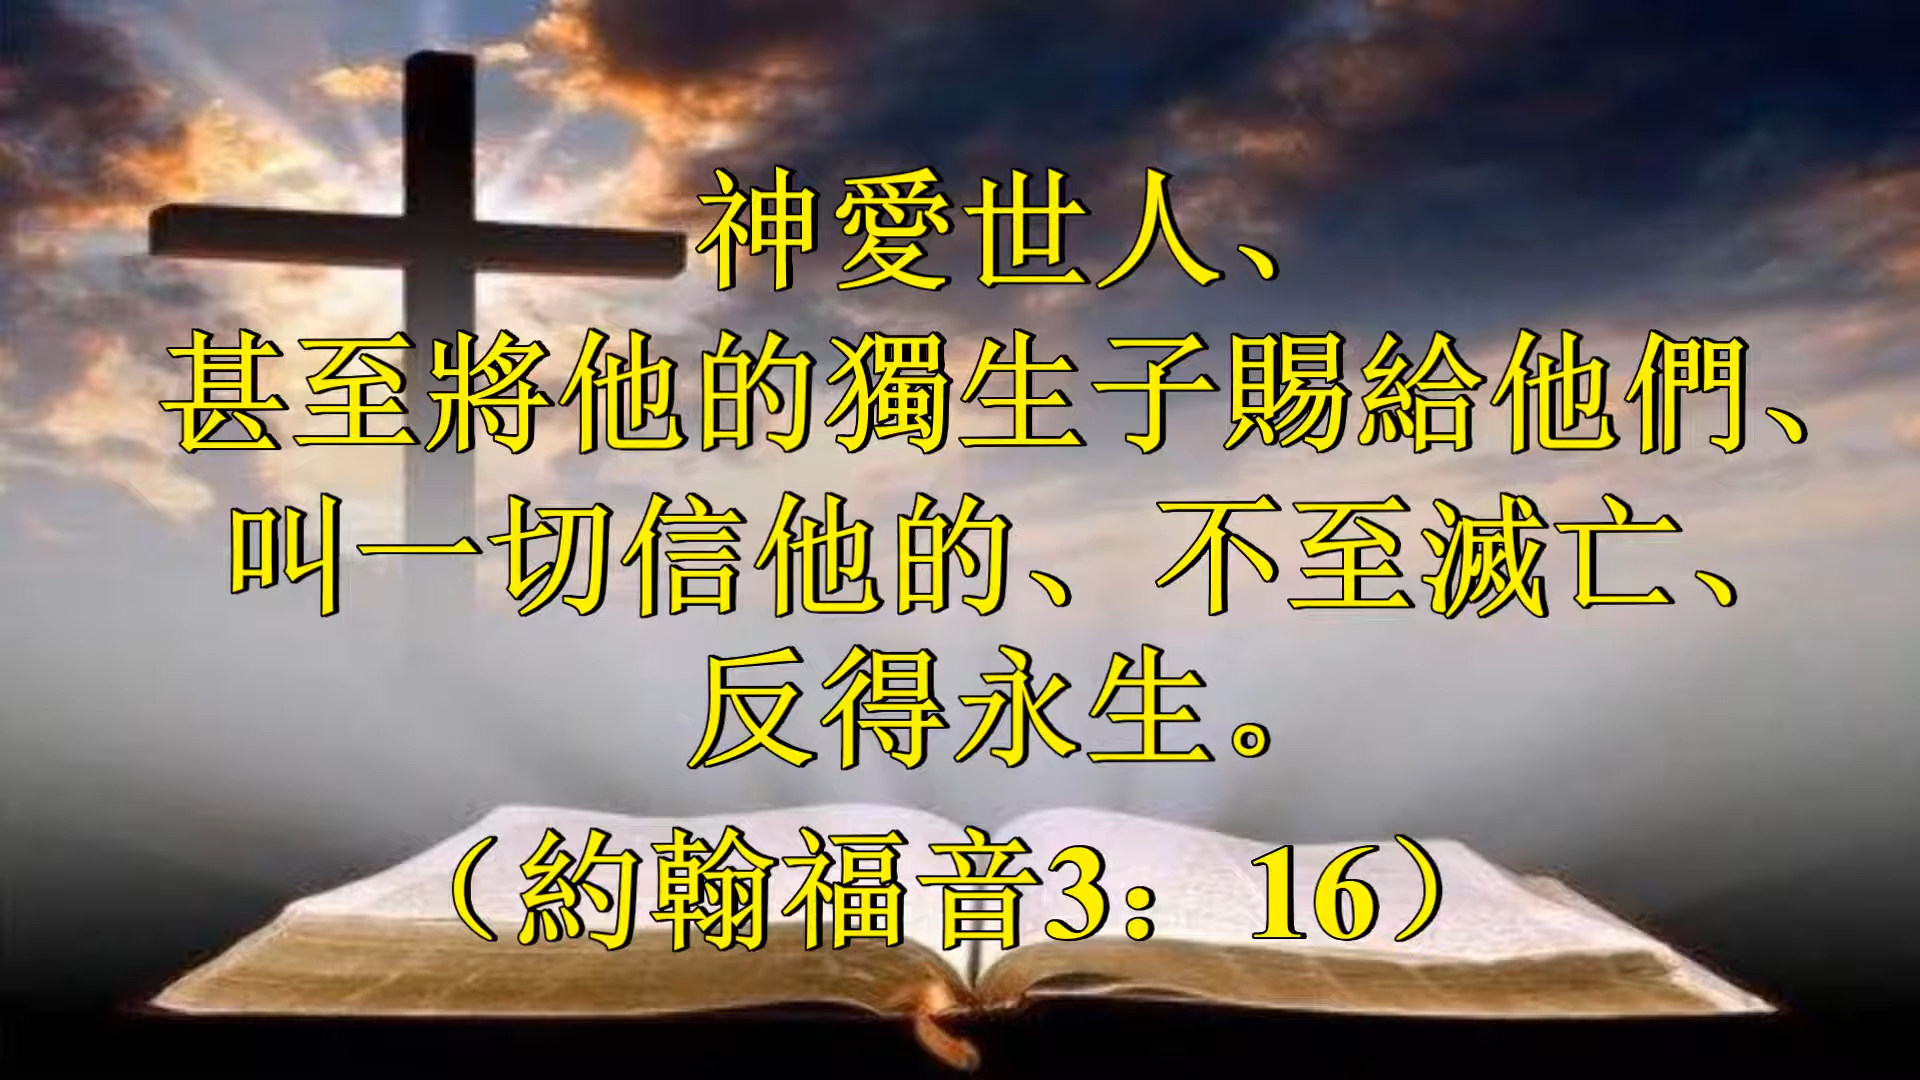 神愛世人、
甚至將他的獨生子賜給他們、
叫一切信他的、不至滅亡、
反得永生。
（約翰福音3：16）